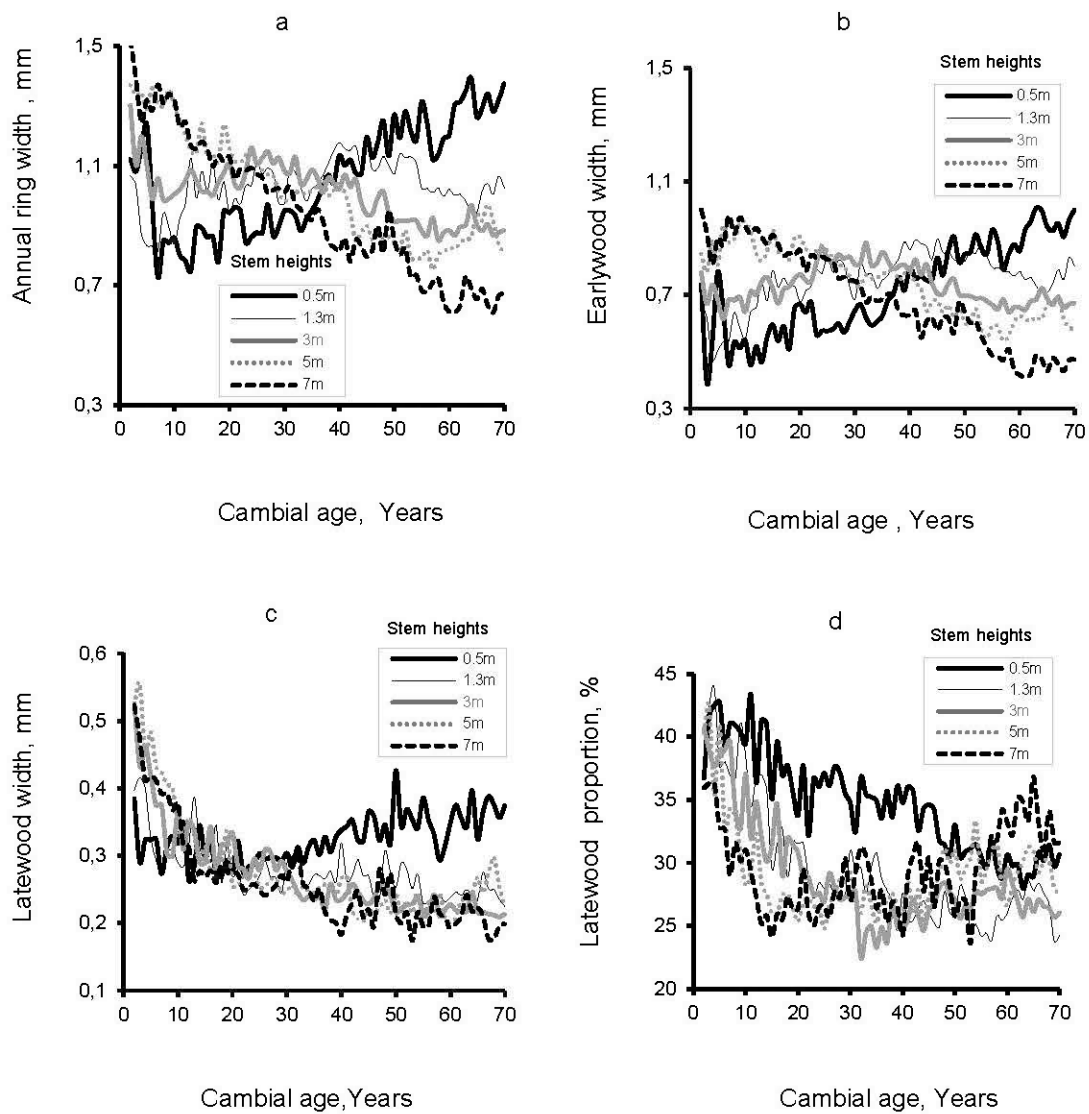 a
Annual ring width , mm
1,5
1,1
0,7
0,3
0 10 20 30 40 50 60 70
Stem heights
0.5m
1.3m
3m
5m
7m
Cambial age, Years
b
Earlywood width, mm
1,5
1,1
0,7
0,3
0 10 20 30 40 50 60 70
Stem heights
0.5m
1.3m
3m
5m
7m
Cambial age , Years
c
Latewood width, mm
0,6
0,5
0,4
0,3
0,2
0,1
0 10 20 30 40 50 60 70
Stem heights
0.5m
1.3m
3m
5m
7m
Cambial age,Years
d
Latewood proportion, %
45
40
35
30
25
20
0 10 20 30 40 50 60 70
Stem heights
0.5m
1.3m
3m
5m
7m
Cambial age, Years